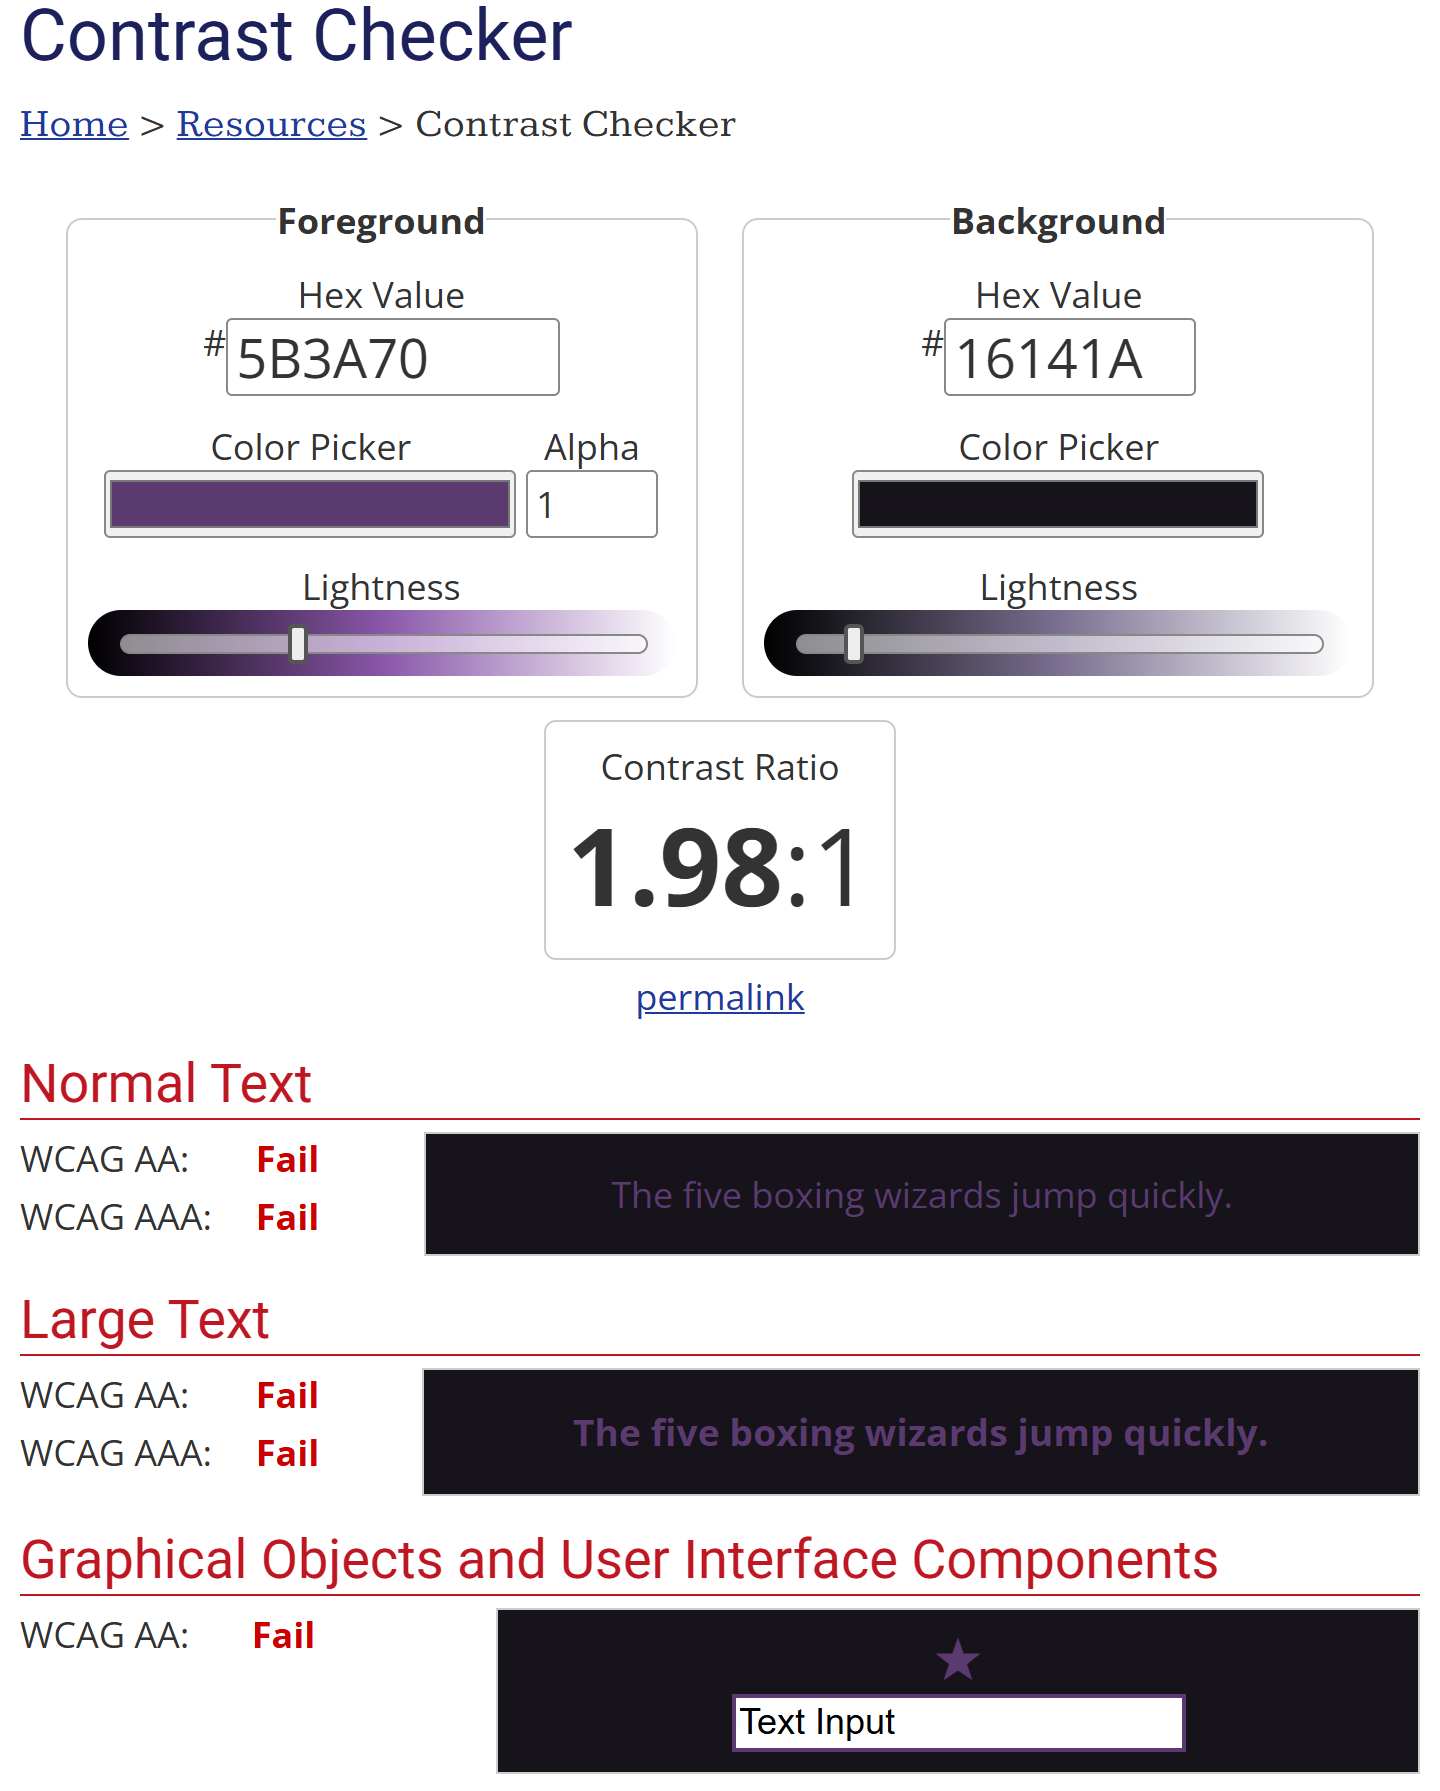 Contrast Checker
Home > Resources > Contrast Checker
Foreground
Hex Value
#5B3A70
Color Picker Alpha
1
Lightness
Background
Hex Value
#16141A
Color Picker
Lightness
Contrast Ratio
1.98:1
permalink
Normal Text
WCAG AA: Fail
WCAG AAA: Fail
The five boxing wizards jump quickly.
Large Text
WCAG AA: Fail
WCAG AAA: Fail
The five boxing wizards jump quickly.
Graphical Objects and User Interface Components
WCAG AA: Fail
Text Input